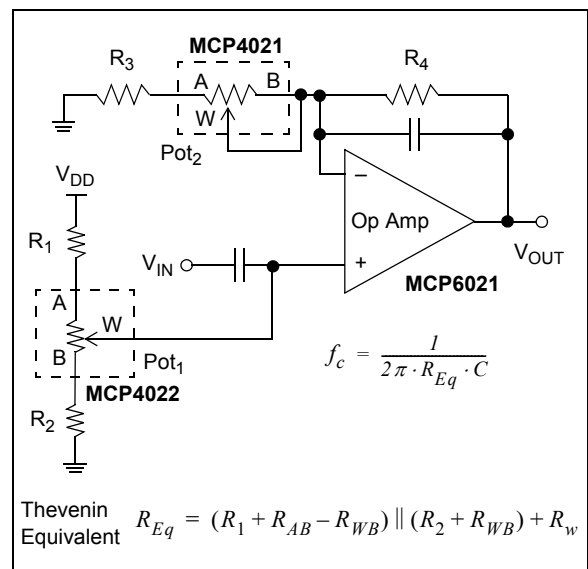 MCP4021
R3
A
B
R4
W
Pot2
VDD
−
Op Amp
R1
VIN
VOUT
+
MCP6021
A
W
B
Pot1
MCP4022
fc = 1 / (2π · REq · C)
R2
Thevenin
Equivalent
REq = (R1 + RAB − RWB) || (R2 + RWB) + Rw